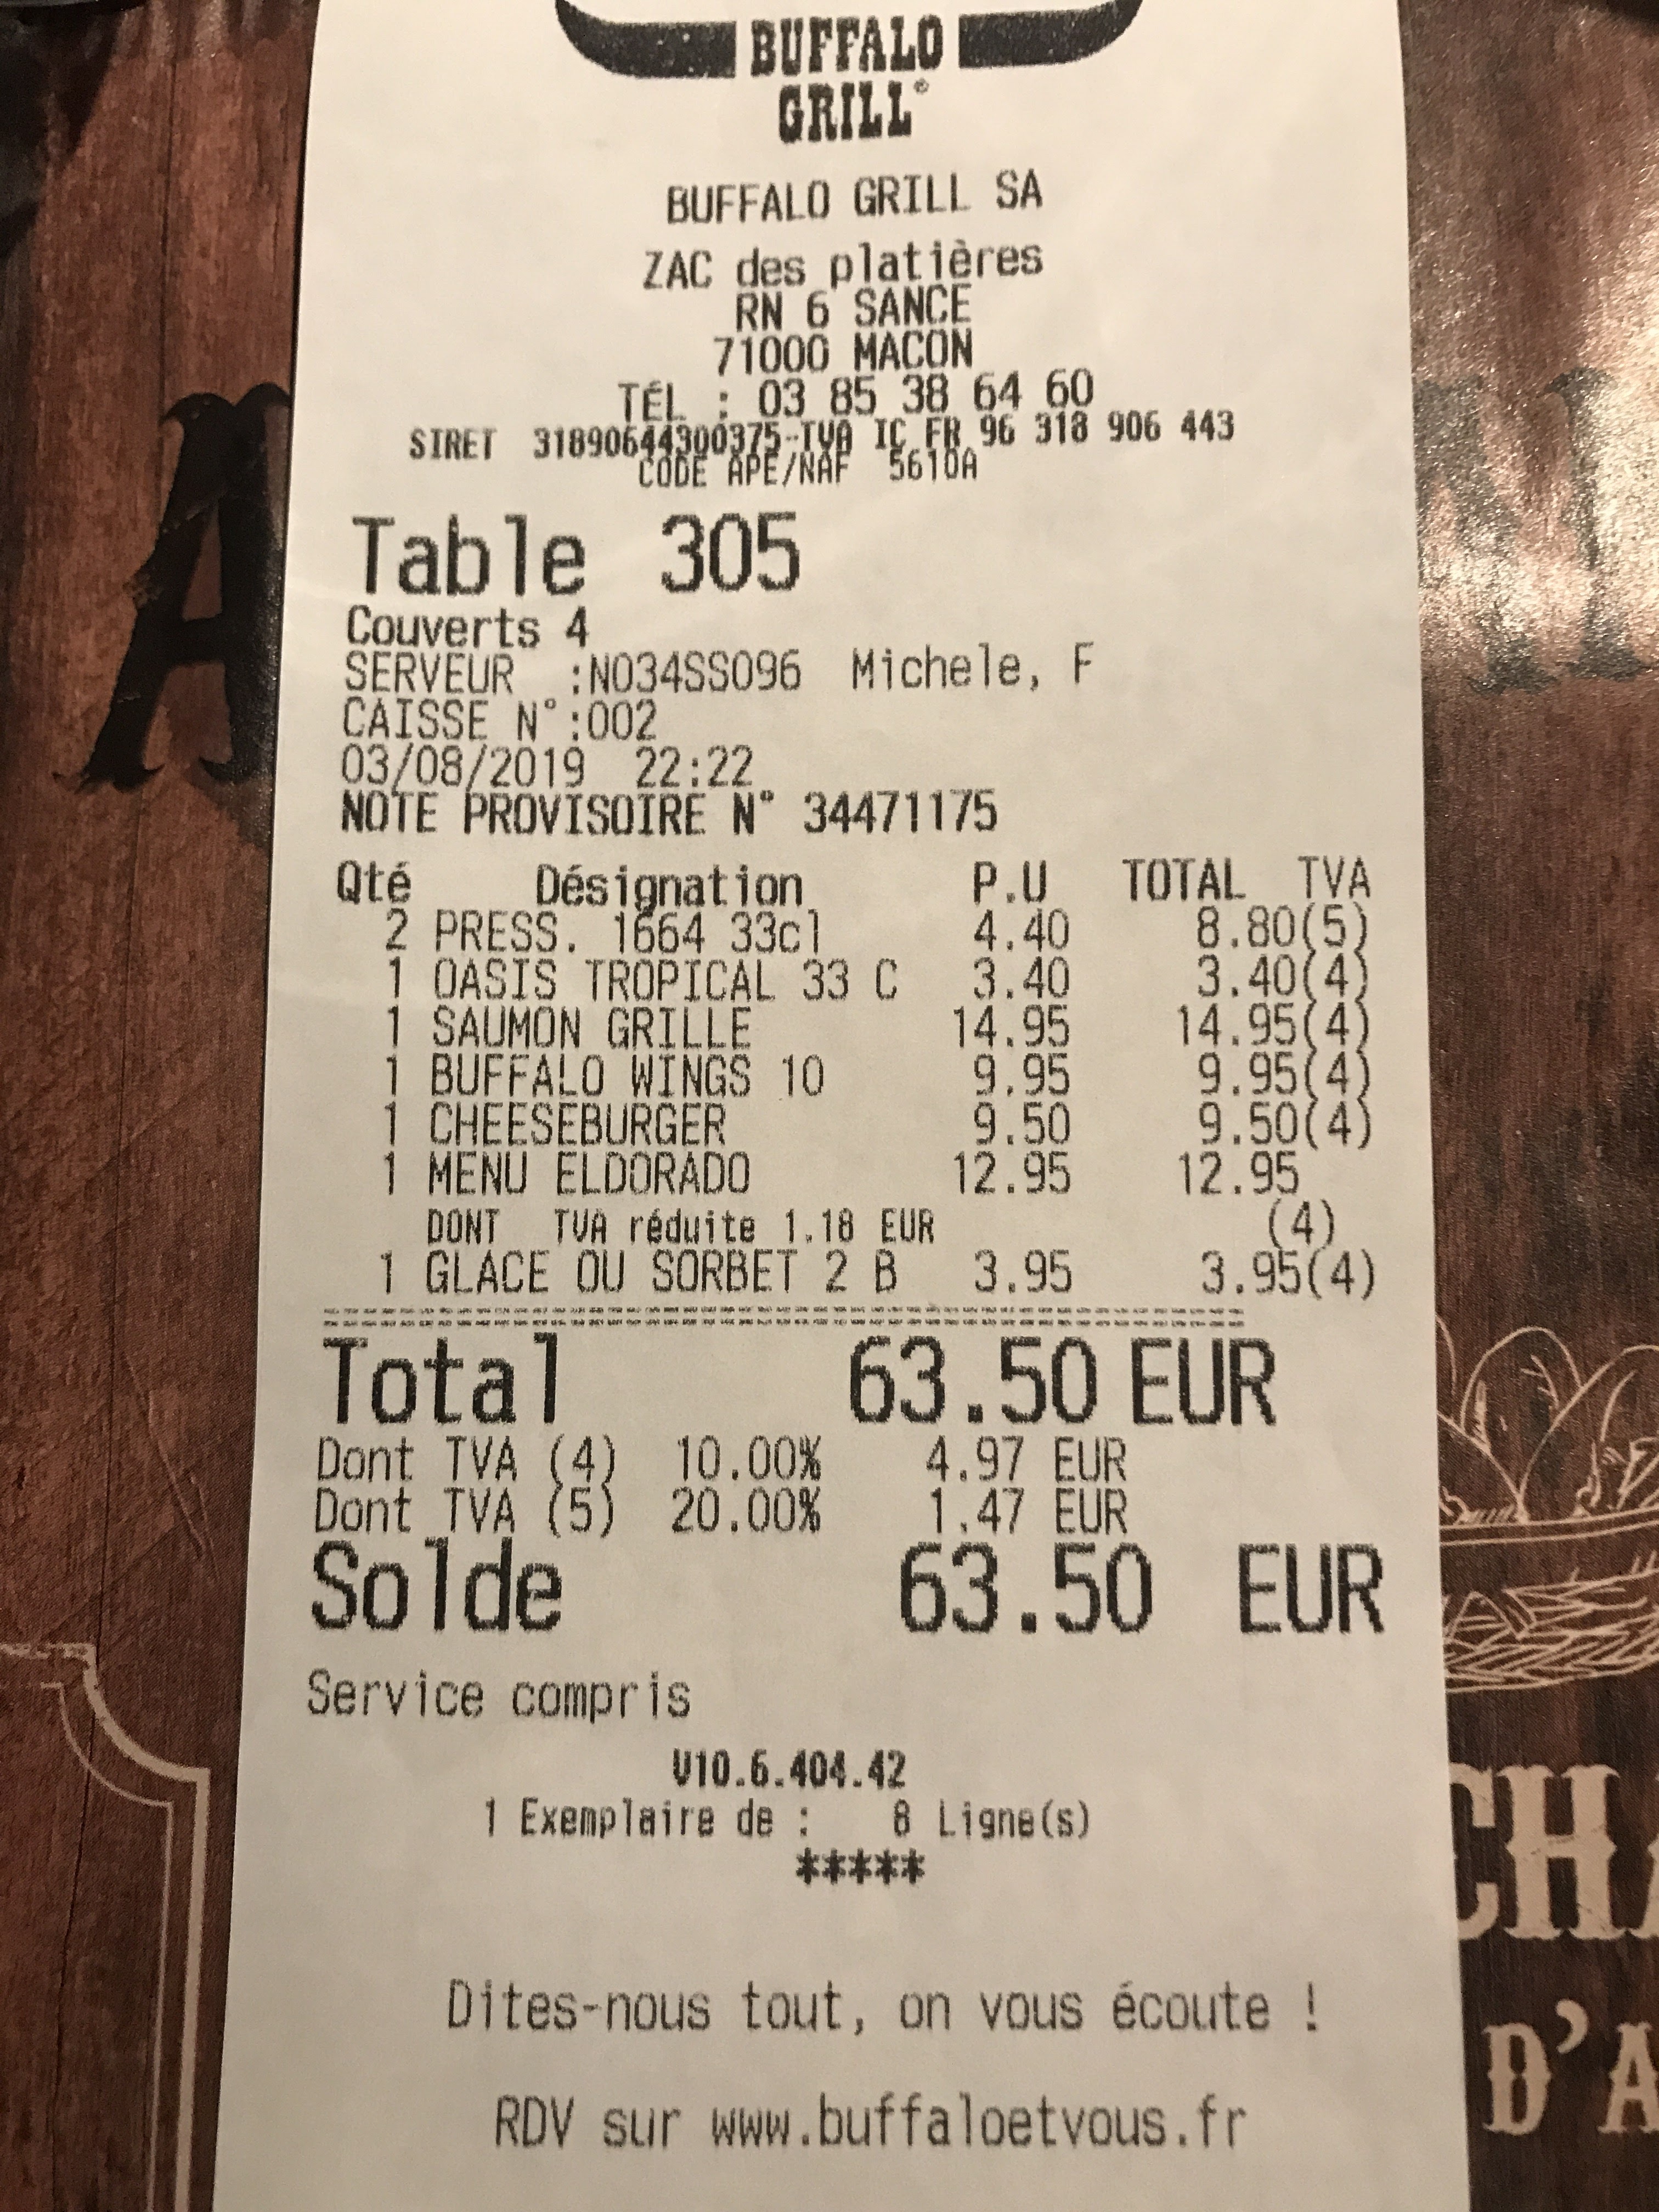 BUFFALO
GRILL®
BUFFALO GRILL SA
ZAC des platières
RN 6 SANCE
71000 MACON
TÉL : 03 85 38 64 60
SIRET 31890644300375-TVA IC FR 96 318 906 443
CODE APE/NAF 5610A
Table 305
Couverts 4
SERVEUR :N034SS096 Michele, F
CAISSE N°:002
03/08/2019 22:22
NOTE PROVISOIRE N° 34471175
Qté Désignation P.U TOTAL TVA
2 PRESS. 1664 33cl 4.40 8.80(5)
1 OASIS TROPICAL 33 C 3.40 3.40(4)
1 SAUMON GRILLE 14.95 14.95(4)
1 BUFFALO WINGS 10 9.95 9.95(4)
1 CHEESEBURGER 9.50 9.50(4)
1 MENU ELDORADO 12.95 12.95
DONT TVA réduite 1.18 EUR (4)
1 GLACE OU SORBET 2 B 3.95 3.95(4)
Total 63.50 EUR
Dont TVA (4) 10.00% 4.97 EUR
Dont TVA (5) 20.00% 1.47 EUR
Solde 63.50 EUR
Service compris
V10.6.404.42
1 Exemplaire de : 8 Ligne(s)
*****
Dites-nous tout, on vous écoute !
RDV sur www.buffaloetvous.fr
A
CHA
D'A